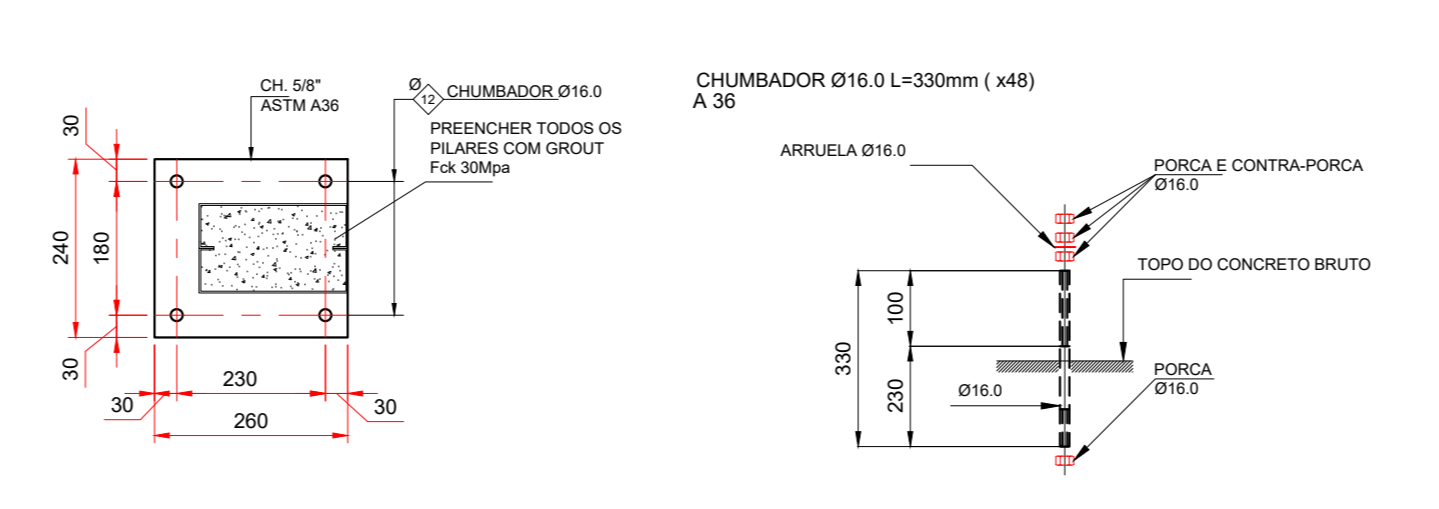 CH. 5/8"
ASTM A36
Ø
12
CHUMBADOR Ø16.0
PREENCHER TODOS OS
PILARES COM GROUT
Fck 30Mpa
30
240
180
30
30
230
30
260
CHUMBADOR Ø16.0 L=330mm ( x48)
A 36
ARRUELA Ø16.0
PORCA E CONTRA-PORCA
Ø16.0
TOPO DO CONCRETO BRUTO
100
330
230
Ø16.0
PORCA
Ø16.0